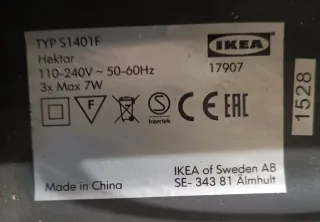 TYP S1401F
Hektar
110-240V ~ 50-60Hz
3x Max 7W
IKEA
17907
F
S
Intertek
CE
EAC
1528
Made in China
IKEA of Sweden AB
SE- 343 81 Älmhult